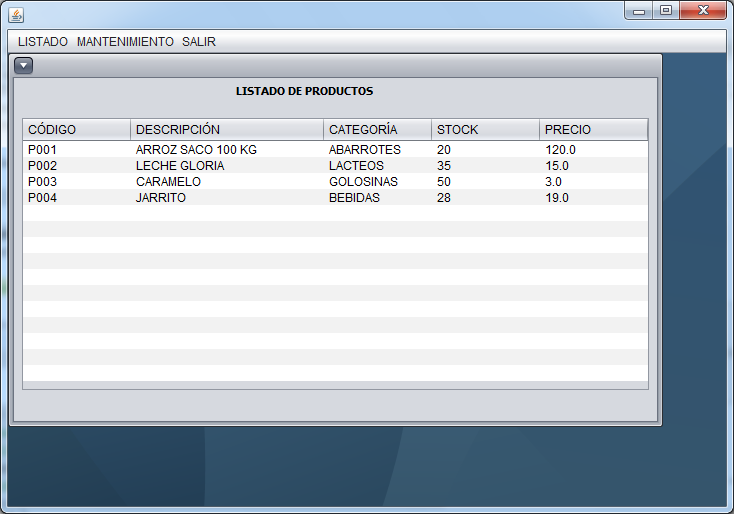 LISTADO MANTENIMIENTO SALIR
LISTADO DE PRODUCTOS
CÓDIGO DESCRIPCIÓN CATEGORÍA STOCK PRECIO
P001 ARROZ SACO 100 KG ABARROTES 20 120.0
P002 LECHE GLORIA LACTEOS 35 15.0
P003 CARAMELO GOLOSINAS 50 3.0
P004 JARRITO BEBIDAS 28 19.0